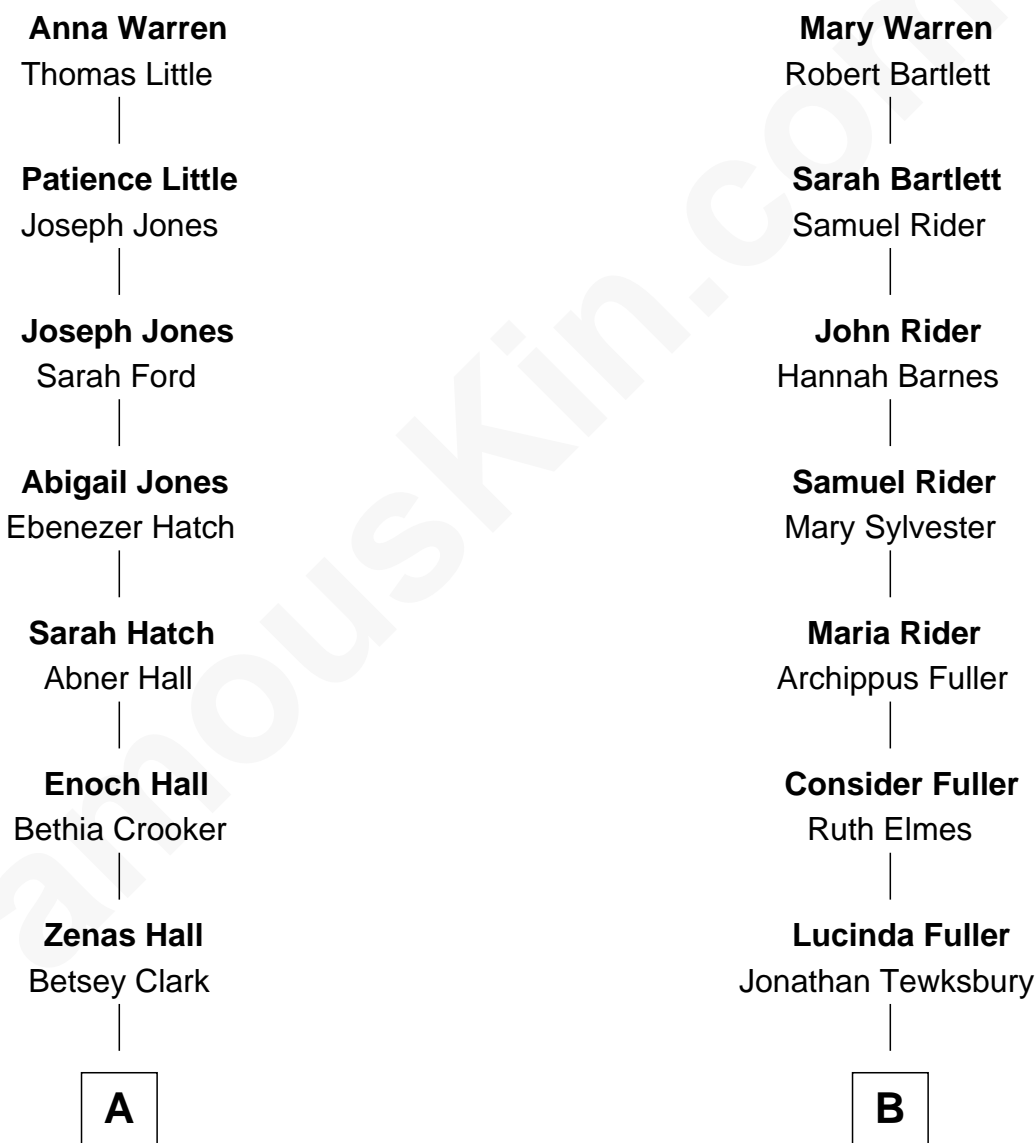 Anna Warren
Thomas Little
Patience Little
Joseph Jones
Joseph Jones
Sarah Ford
Abigail Jones
Ebenezer Hatch
Sarah Hatch
Abner Hall
Enoch Hall
Bethia Crooker
Zenas Hall
Betsey Clark
A
Mary Warren
Robert Bartlett
Sarah Bartlett
Samuel Rider
John Rider
Hannah Barnes
Samuel Rider
Mary Sylvester
Maria Rider
Archippus Fuller
Consider Fuller
Ruth Elmes
Lucinda Fuller
Jonathan Tewksbury
B
amouskin.com